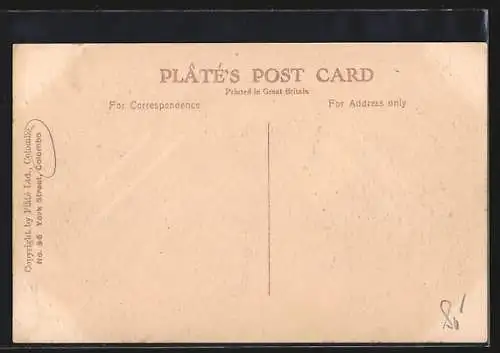 PLÂTÉ'S POST CARD
Printed in Great Britain
For Correspondence
For Address only
Copyright by Plâté Ltd., Colombo,
No. 36 York Street, Colombo